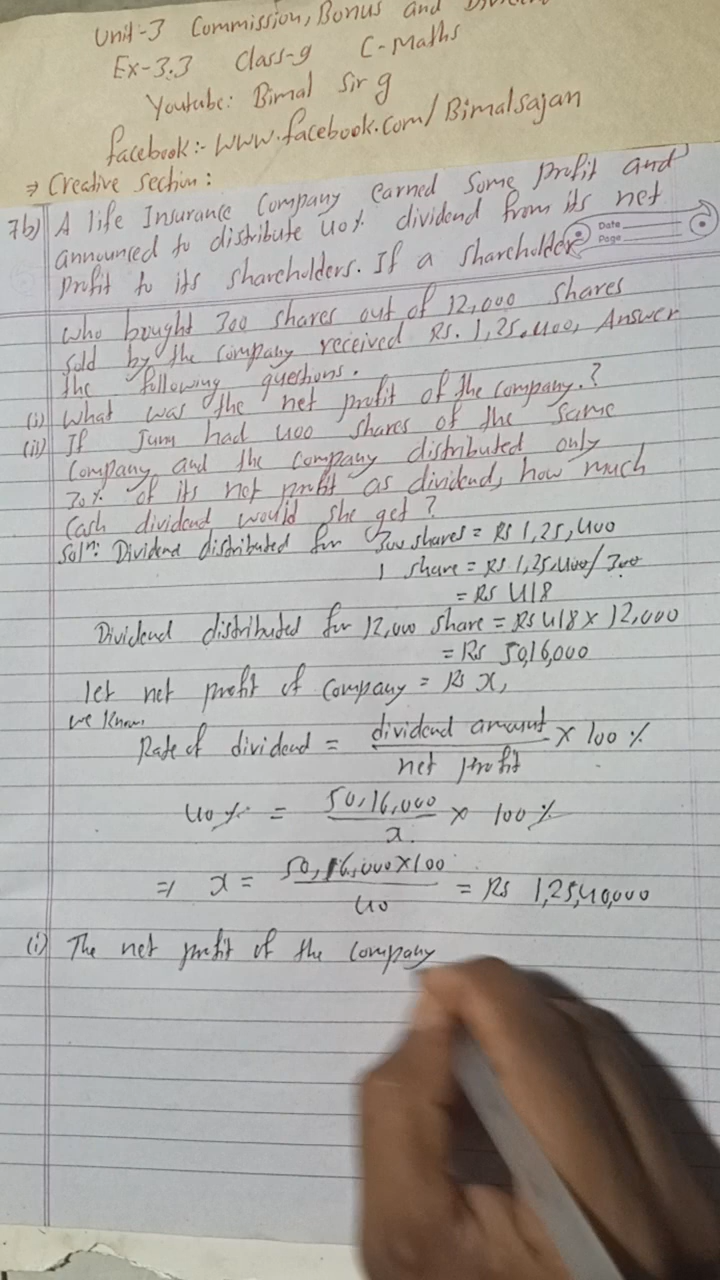 Unit-3 Commission, Bonus and
Ex-3.3 Class-9 C-Maths
Youtube: Bimal Sir g
facebook:- www.facebook.com/Bimalsajan
⇒ Creative Section:
7b) A life Insurance Company earned Some Profit and
announced to distribute 40% dividend from its net
Date
Page
Profit to its shareholders. If a shareholder
who bought 300 shares out of 12,000 shares
sold by the company received Rs. 1,25,400, Answer
the following questions.
(i) What was the net profit of the company.?
(ii) If had 400 shares of the same
Company and the company distributed only
30% of its net profit as dividend, how much
Cash dividend would she get?
Solⁿ: Dividend distributed for 300 shares = Rs 1,25,400
1 share = Rs 1,25,400/300
= Rs 418
Dividend distributed for 12,000 share = Rs 418 × 12,000
= Rs 50,16,000
let net profit of Company = Rs x,
we know,
Rate of dividend = dividend amount / net profit × 100 %
40 % = 50,16,000 / x × 100 %
⇒ x = 50,16,000×100 / 40 = Rs 1,25,40,000
(i) The net profit of the Company